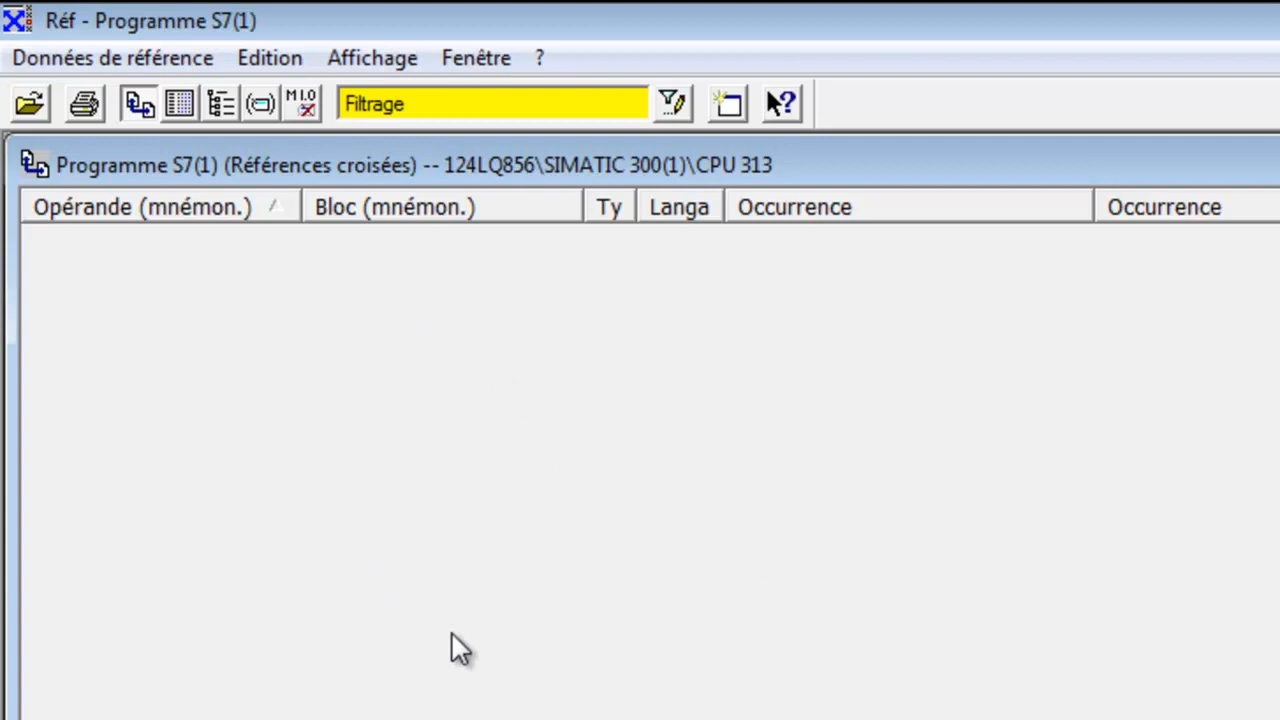 Réf - Programme S7(1)
Données de référence Edition Affichage Fenêtre ?
M I.0
Filtrage
Programme S7(1) (Références croisées) -- 124LQ856\SIMATIC 300(1)\CPU 313
Opérande (mnémon.) Bloc (mnémon.) Ty Langa Occurrence Occurrence